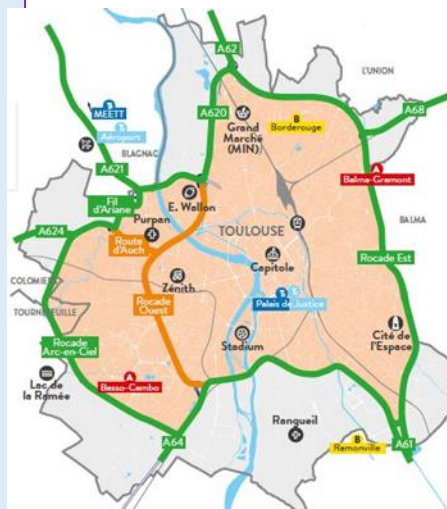 A62
L'UNION
A68
MEETT
Aéroport
A620
Grand
Marché
(MIN)
B
Borderouge
BLAGNAC
A621
A
Balma-Gramont
Fil
d'Ariane
E. Wallon
Purpan
BALMA
A624
Route
d'Auch
TOULOUSE
Capitole
Rocade Est
COLOMIERS
Zénith
Rocade
Ouest
Palais de Justice
TOURNEFEUILLE
Rocade
Arc-en-Ciel
Stadium
Cité de
l'Espace
Lac de
la Ramée
A
Basso-Cambo
Rangueil
A64
B
Ramonville
A61